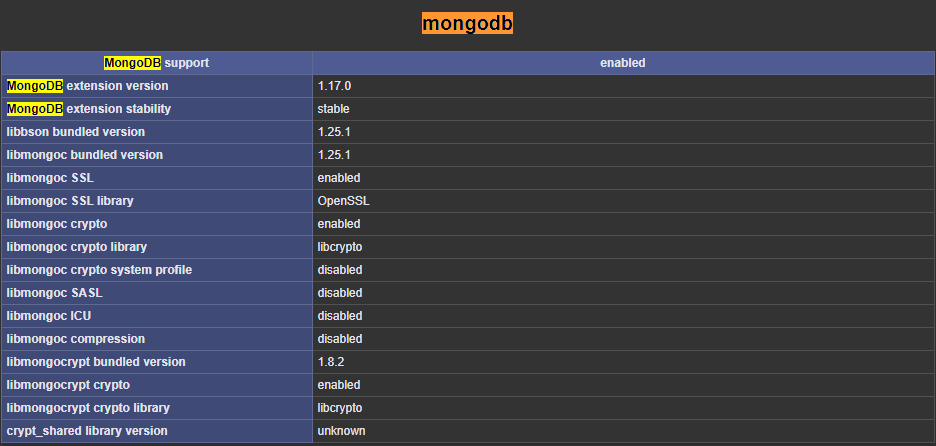 mongodb
MongoDB support enabled
MongoDB extension version 1.17.0
MongoDB extension stability stable
libbson bundled version 1.25.1
libmongoc bundled version 1.25.1
libmongoc SSL enabled
libmongoc SSL library OpenSSL
libmongoc crypto enabled
libmongoc crypto library libcrypto
libmongoc crypto system profile disabled
libmongoc SASL disabled
libmongoc ICU disabled
libmongoc compression disabled
libmongocrypt bundled version 1.8.2
libmongocrypt crypto enabled
libmongocrypt crypto library libcrypto
crypt_shared library version unknown